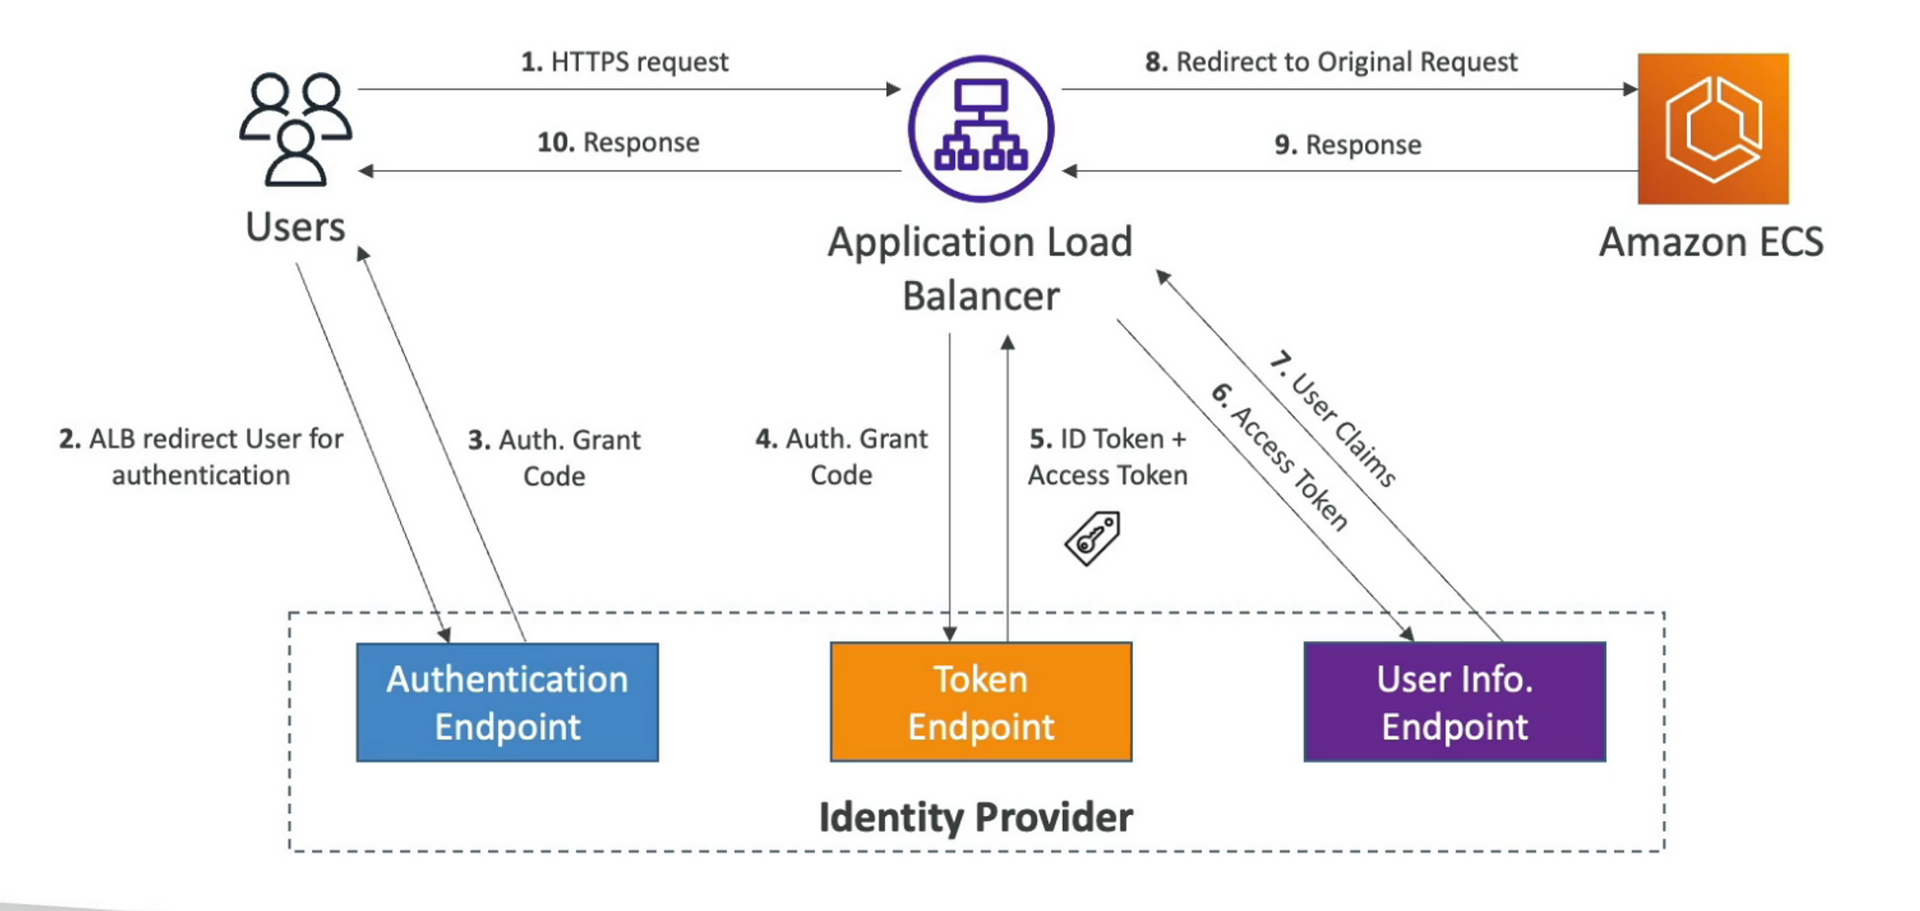 1. HTTPS request
8. Redirect to Original Request
10. Response
9. Response
Users
Application Load
Balancer
Amazon ECS
2. ALB redirect User for
authentication
3. Auth. Grant
Code
4. Auth. Grant
Code
5. ID Token +
Access Token
6. Access Token
7. User Claims
Authentication
Endpoint
Token
Endpoint
User Info.
Endpoint
Identity Provider